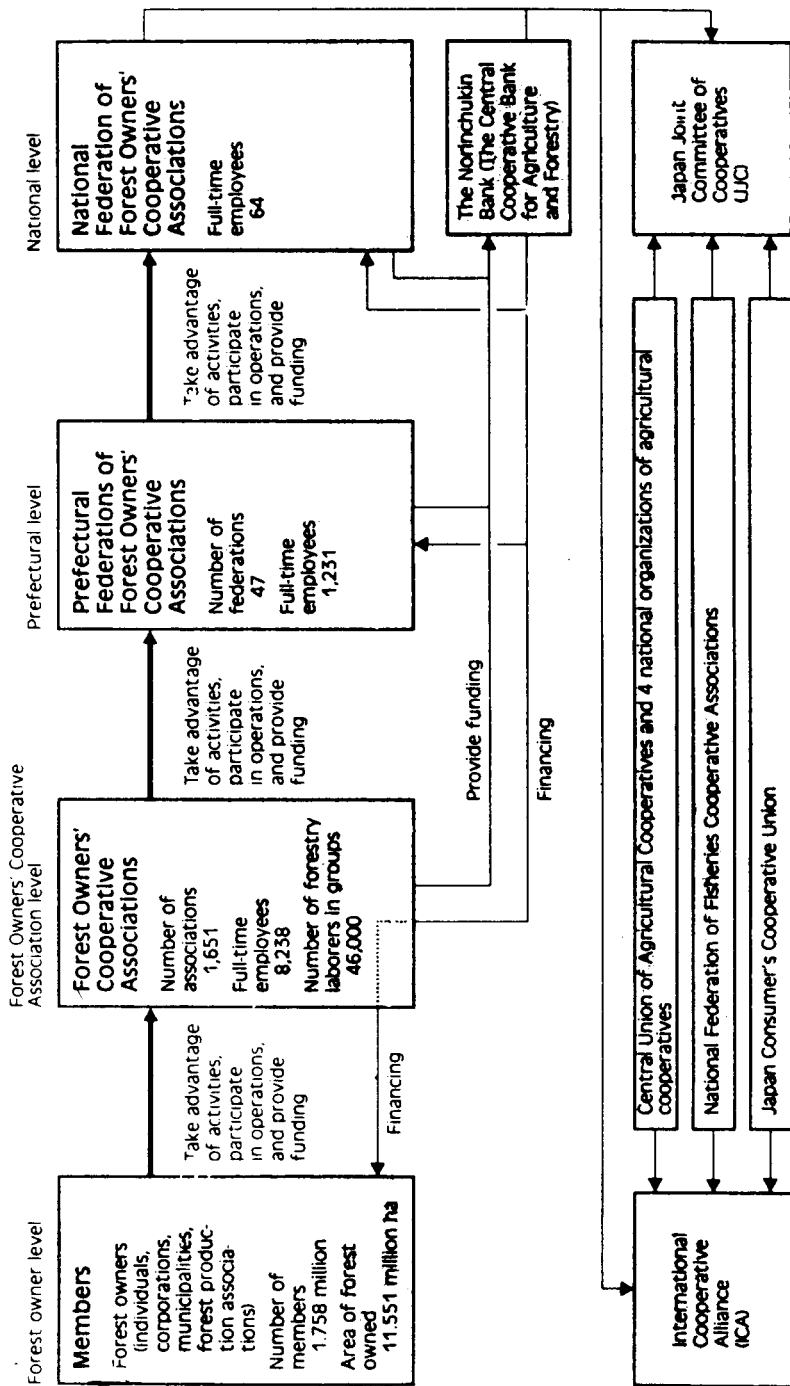 Forest owner level
Members
Forest owners
(individuals,
corporations,
municipalities,
forest produc-
tion associa-
tions)
Number of
members
1.758 million
Area of forest
owned
11.551 million ha
Take advantage
of activities,
participate
in operations,
and provide
funding
Financing
Forest Owners' Cooperative
Association level
Forest Owners'
Cooperative
Associations
Number of
associations
1,651
Full-time
employees
8,238
Number of forestry
laborers in groups
46,000
Take advantage
of activities,
participate
in operations,
and provide
funding
Provide funding
Financing
Prefectural level
Prefectural
Federations of
Forest Owners'
Cooperative
Associations
Number of
federations
47
Full-time
employees
1,231
Take advantage
of activities,
participate
in operations,
and provide
funding
National level
National
Federation of
Forest Owners'
Cooperative
Associations
Full-time
employees
64
The Norinchukin
Bank (The Central
Cooperative Bank
for Agriculture
and Forestry)
International
Cooperative
Alliance
(ICA)
Central Union of Agricultural Cooperatives and 4 national organizations of agricultural
cooperatives
National Federation of Fisheries Cooperative Associations
Japan Consumer's Cooperative Union
Japan Joint
Committee of
Cooperatives
(JJC)